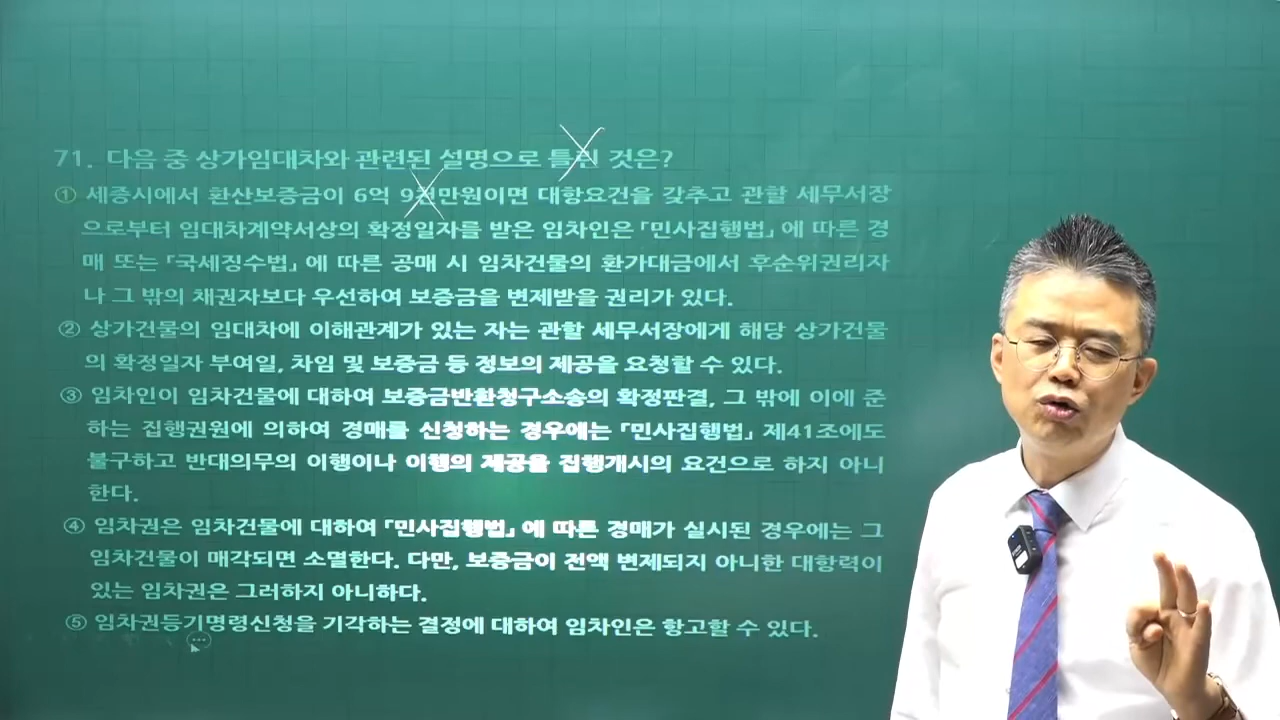 71. 다음 중 상가임대차와 관련된 설명으로 틀린 것은?
① 세종시에서 환산보증금이 6억 9천만원이면 대항요건을 갖추고 관할 세무서장
으로부터 임대차계약서상의 확정일자를 받은 임차인은 「민사집행법」에 따른 경
매 또는 「국세징수법」에 따른 공매 시 임차건물의 환가대금에서 후순위권리자
나 그 밖의 채권자보다 우선하여 보증금을 변제받을 권리가 있다.
② 상가건물의 임대차에 이해관계가 있는 자는 관할 세무서장에게 해당 상가건물
의 확정일자 부여일, 차임 및 보증금 등 정보의 제공을 요청할 수 있다.
③ 임차인이 임차건물에 대하여 보증금반환청구소송의 확정판결, 그 밖에 이에 준
하는 집행권원에 의하여 경매를 신청하는 경우에는 「민사집행법」 제41조에도
불구하고 반대의무의 이행이나 이행의 제공을 집행개시의 요건으로 하지 아니
한다.
④ 임차권은 임차건물에 대하여 「민사집행법」에 따른 경매가 실시된 경우에는 그
임차건물이 매각되면 소멸한다. 다만, 보증금이 전액 변제되지 아니한 대항력이
있는 임차권은 그러하지 아니하다.
⑤ 임차권등기명령신청을 기각하는 결정에 대하여 임차인은 항고할 수 있다.